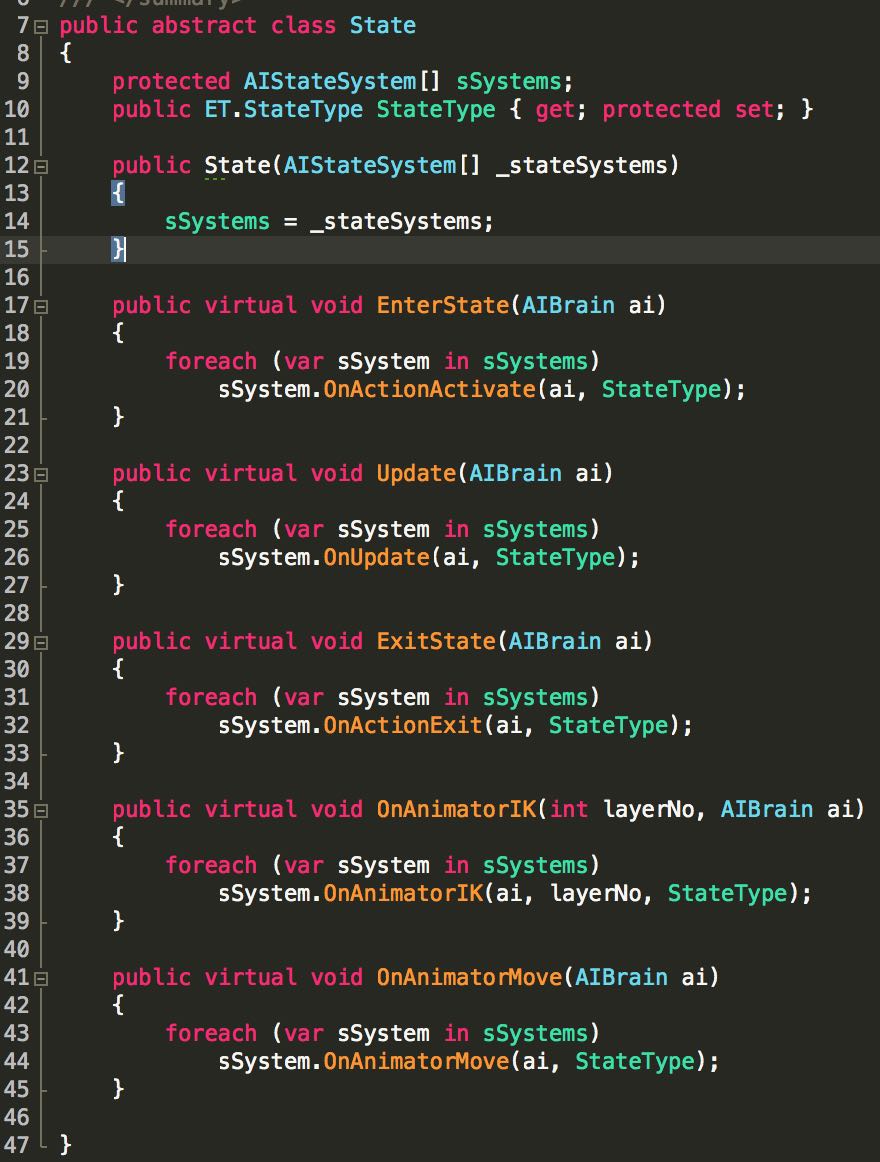 6 /// </summary>
7 public abstract class State
8 {
9 protected AIStateSystem[] sSystems;
10 public ET.StateType StateType { get; protected set; }
11
12 public State(AIStateSystem[] _stateSystems)
13 {
14 sSystems = _stateSystems;
15 }
16
17 public virtual void EnterState(AIBrain ai)
18 {
19 foreach (var sSystem in sSystems)
20 sSystem.OnActionActivate(ai, StateType);
21 }
22
23 public virtual void Update(AIBrain ai)
24 {
25 foreach (var sSystem in sSystems)
26 sSystem.OnUpdate(ai, StateType);
27 }
28
29 public virtual void ExitState(AIBrain ai)
30 {
31 foreach (var sSystem in sSystems)
32 sSystem.OnActionExit(ai, StateType);
33 }
34
35 public virtual void OnAnimatorIK(int layerNo, AIBrain ai)
36 {
37 foreach (var sSystem in sSystems)
38 sSystem.OnAnimatorIK(ai, layerNo, StateType);
39 }
40
41 public virtual void OnAnimatorMove(AIBrain ai)
42 {
43 foreach (var sSystem in sSystems)
44 sSystem.OnAnimatorMove(ai, StateType);
45 }
46
47 }